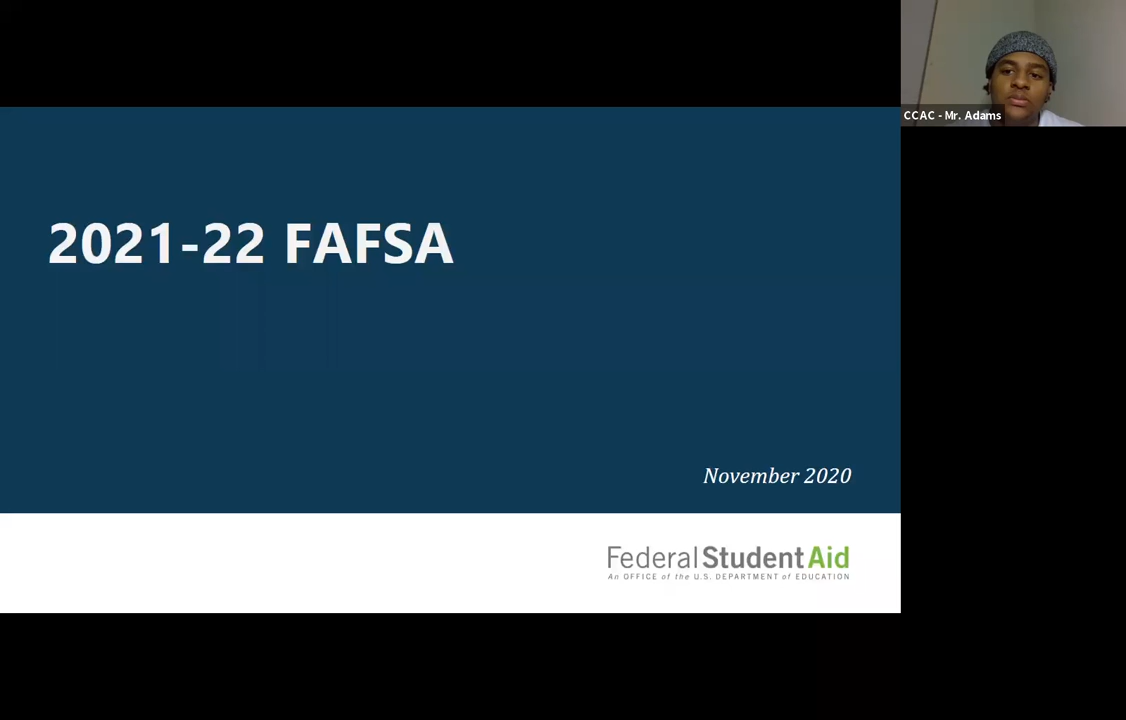 CCAC - Mr. Adams
2021-22 FAFSA
November 2020
Federal Student Aid
An OFFICE of the U.S. DEPARTMENT of EDUCATION